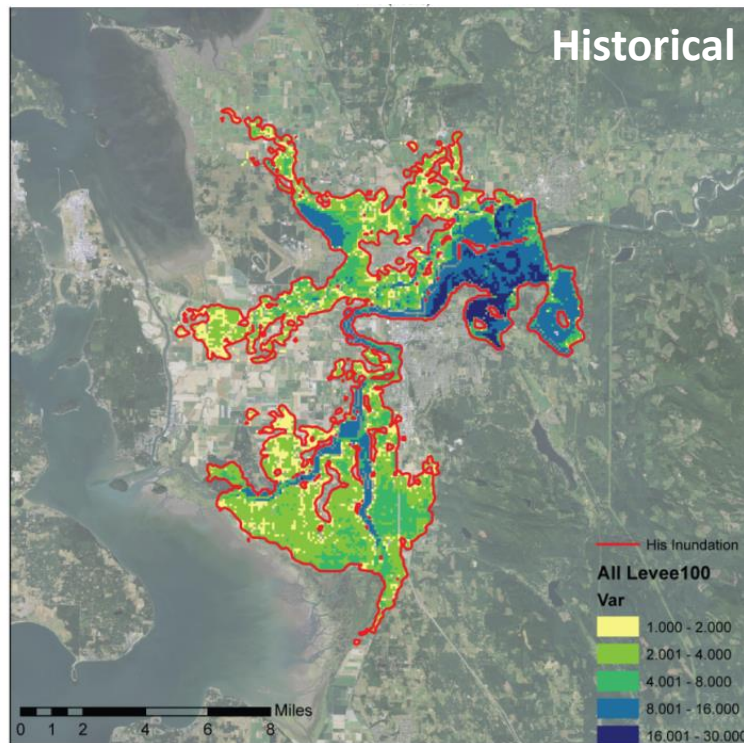 Historical
His Inundation
All Levee100
Var
1.000 - 2.000
2.001 - 4.000
4.001 - 8.000
8.001 - 16.000
16.001 - 30.000
Miles
0 1 2 4 6 8